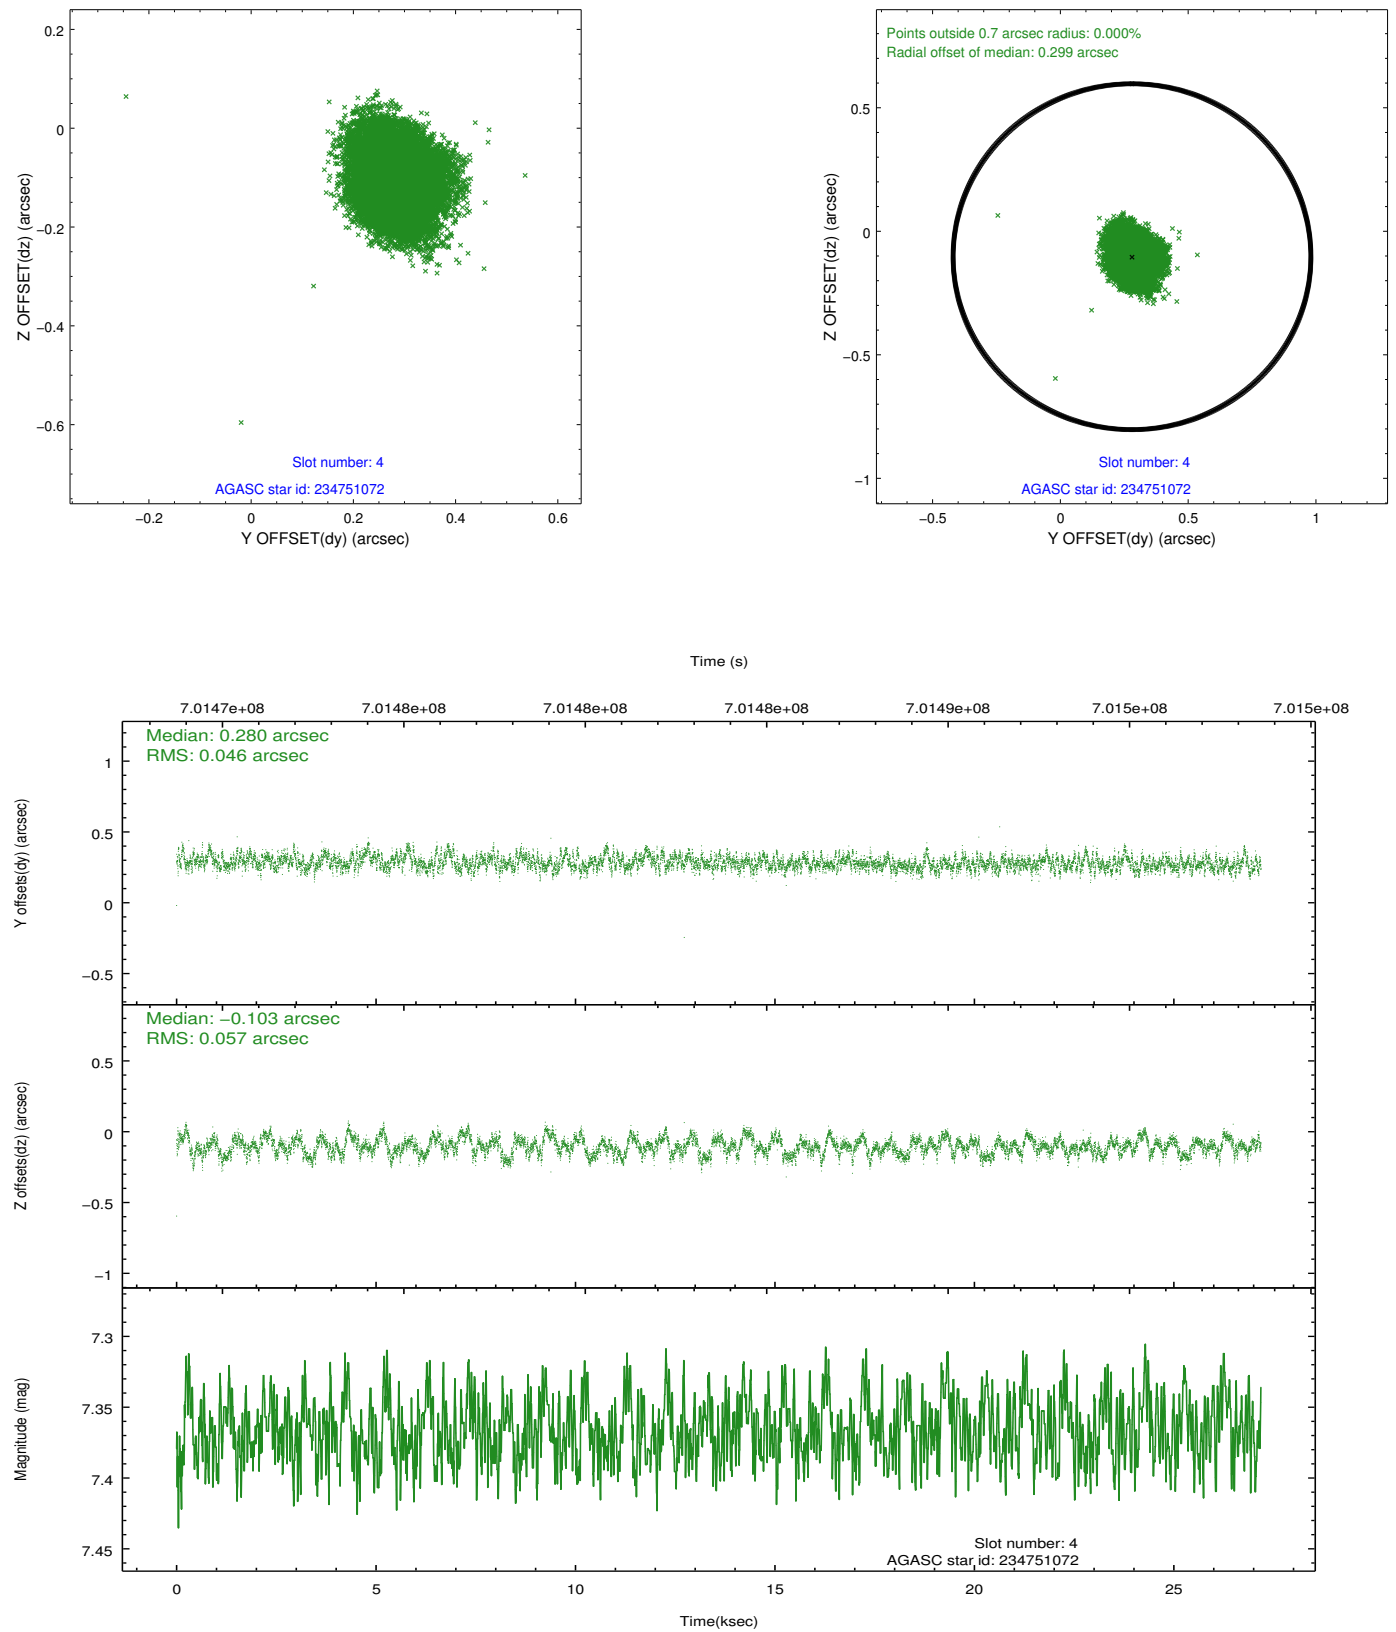 0.2
0
−0.2
−0.4
−0.6
Z OFFSET(dz) (arcsec)
Slot number: 4
AGASC star id: 234751072
−0.2 0 0.2 0.4 0.6
Y OFFSET(dy) (arcsec)
Points outside 0.7 arcsec radius: 0.000%
Radial offset of median: 0.299 arcsec
0.5
0
−0.5
−1
Z OFFSET(dz) (arcsec)
Slot number: 4
AGASC star id: 234751072
−0.5 0 0.5 1
Y OFFSET(dy) (arcsec)
Time (s)
7.0147e+08 7.0148e+08 7.0148e+08 7.0148e+08 7.0149e+08 7.015e+08 7.015e+08
Median: 0.280 arcsec
RMS: 0.046 arcsec
1
0.5
0
−0.5
Y offsets(dy) (arcsec)
Median: −0.103 arcsec
RMS: 0.057 arcsec
0.5
0
−0.5
−1
Z offsets(dz) (arcsec)
7.3
7.35
7.4
7.45
Magnitude (mag)
Slot number: 4
AGASC star id: 234751072
0 5 10 15 20 25
Time(ksec)